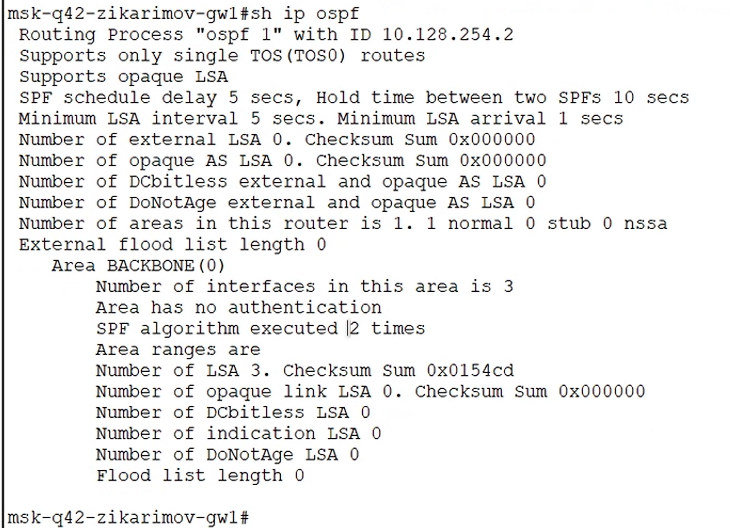 msk-q42-zikarimov-gw1#sh ip ospf
Routing Process "ospf 1" with ID 10.128.254.2
Supports only single TOS(TOS0) routes
Supports opaque LSA
SPF schedule delay 5 secs, Hold time between two SPFs 10 secs
Minimum LSA interval 5 secs. Minimum LSA arrival 1 secs
Number of external LSA 0. Checksum Sum 0x000000
Number of opaque AS LSA 0. Checksum Sum 0x000000
Number of DCbitless external and opaque AS LSA 0
Number of DoNotAge external and opaque AS LSA 0
Number of areas in this router is 1. 1 normal 0 stub 0 nssa
External flood list length 0
Area BACKBONE(0)
Number of interfaces in this area is 3
Area has no authentication
SPF algorithm executed 2 times
Area ranges are
Number of LSA 3. Checksum Sum 0x0154cd
Number of opaque link LSA 0. Checksum Sum 0x000000
Number of DCbitless LSA 0
Number of indication LSA 0
Number of DoNotAge LSA 0
Flood list length 0
msk-q42-zikarimov-gw1#